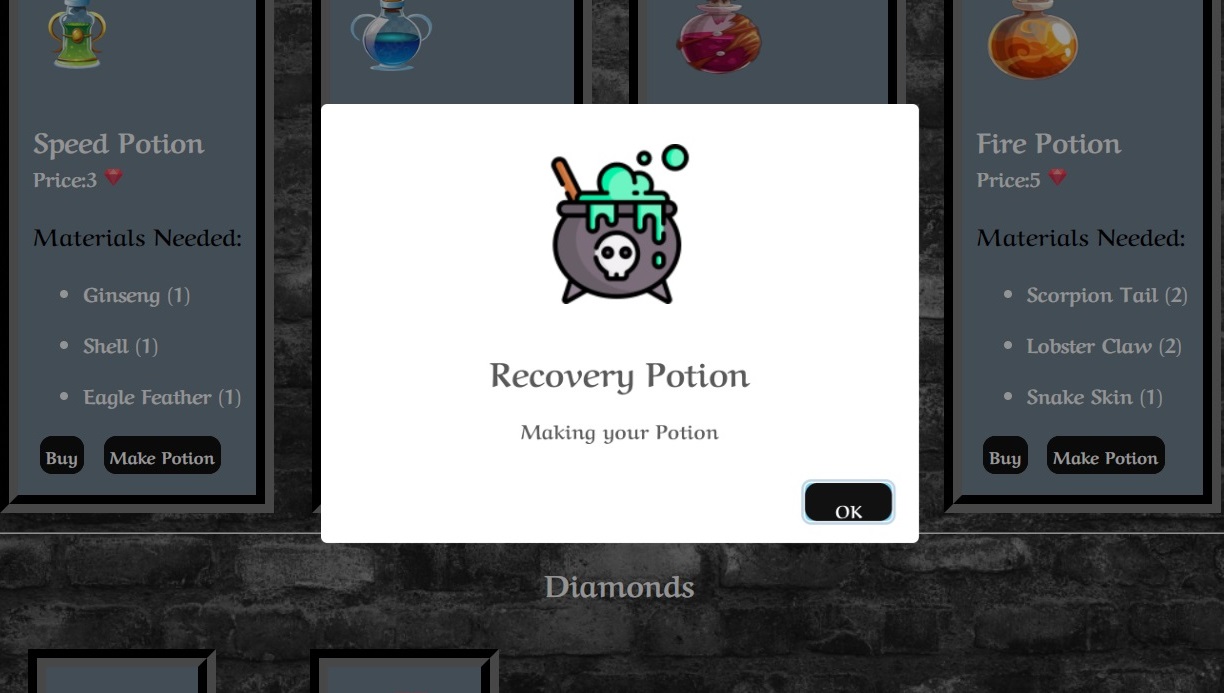 Speed Potion
Price:3
Materials Needed:
Ginseng (1)
Shell (1)
Eagle Feather (1)
Buy
Make Potion
Recovery Potion
Making your Potion
OK
Fire Potion
Price:5
Materials Needed:
Scorpion Tail (2)
Lobster Claw (2)
Snake Skin (1)
Buy
Make Potion
Diamonds